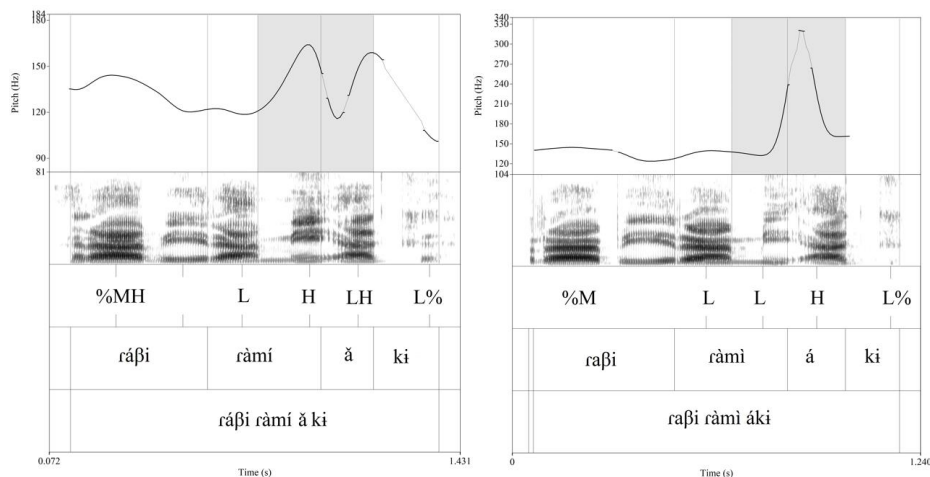 184
180
150
120
90
81
Pitch (Hz)
%MH L H LH L%
ɾáβi ɾàmí ǎ kɨ
ɾáβi ɾàmí ǎ kɨ
0.072
Time (s)
1.431
340
330
300
270
240
210
180
150
120
104
Pitch (Hz)
%M L L H L%
ɾaβi ɾàmì á kɨ
ɾaβi ɾàmì ákɨ
0
Time (s)
1.240